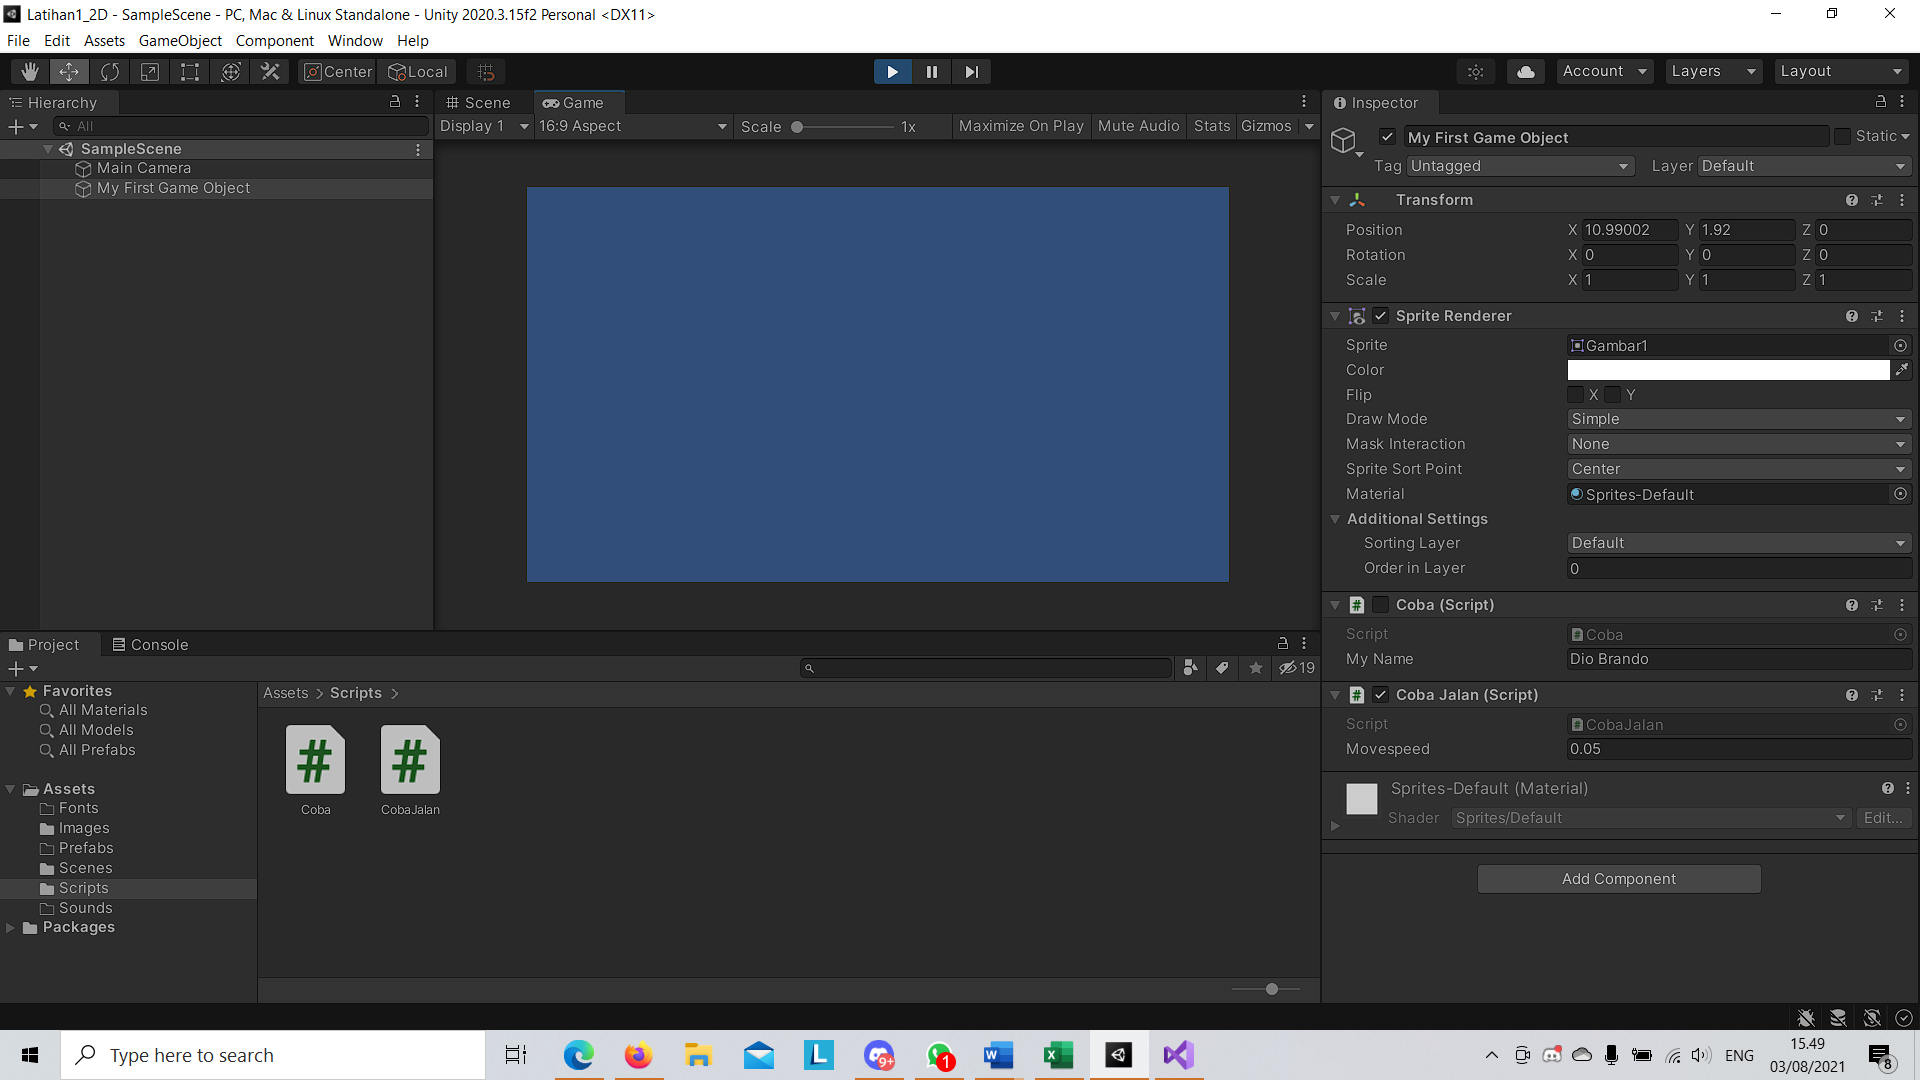 Latihan1_2D - SampleScene - PC, Mac & Linux Standalone - Unity 2020.3.15f2 Personal <DX11>
File Edit Assets GameObject Component Window Help
Center Local Account Layers Layout
Hierarchy
All
SampleScene
Main Camera
My First Game Object
Scene Game
Display 1 16:9 Aspect Scale 1x Maximize On Play Mute Audio Stats Gizmos
Inspector
My First Game Object Static
Tag Untagged Layer Default
Transform
Position X 10.99002 Y 1.92 Z 0
Rotation X 0 Y 0 Z 0
Scale X 1 Y 1 Z 1
Sprite Renderer
Sprite Gambar1
Color
Flip X Y
Draw Mode Simple
Mask Interaction None
Sprite Sort Point Center
Material Sprites-Default
Additional Settings
Sorting Layer Default
Order in Layer 0
# Coba (Script)
Script Coba
My Name Dio Brando
# Coba Jalan (Script)
Script CobaJalan
Movespeed 0.05
Sprites-Default (Material)
Shader Sprites/Default Edit...
Add Component
Project Console
19
Favorites
All Materials
All Models
All Prefabs
Assets
Fonts
Images
Prefabs
Scenes
Scripts
Sounds
Packages
Assets > Scripts >
# #
Coba CobaJalan
Type here to search
L 9+ 1 W X
ENG
15.49
03/08/2021
8